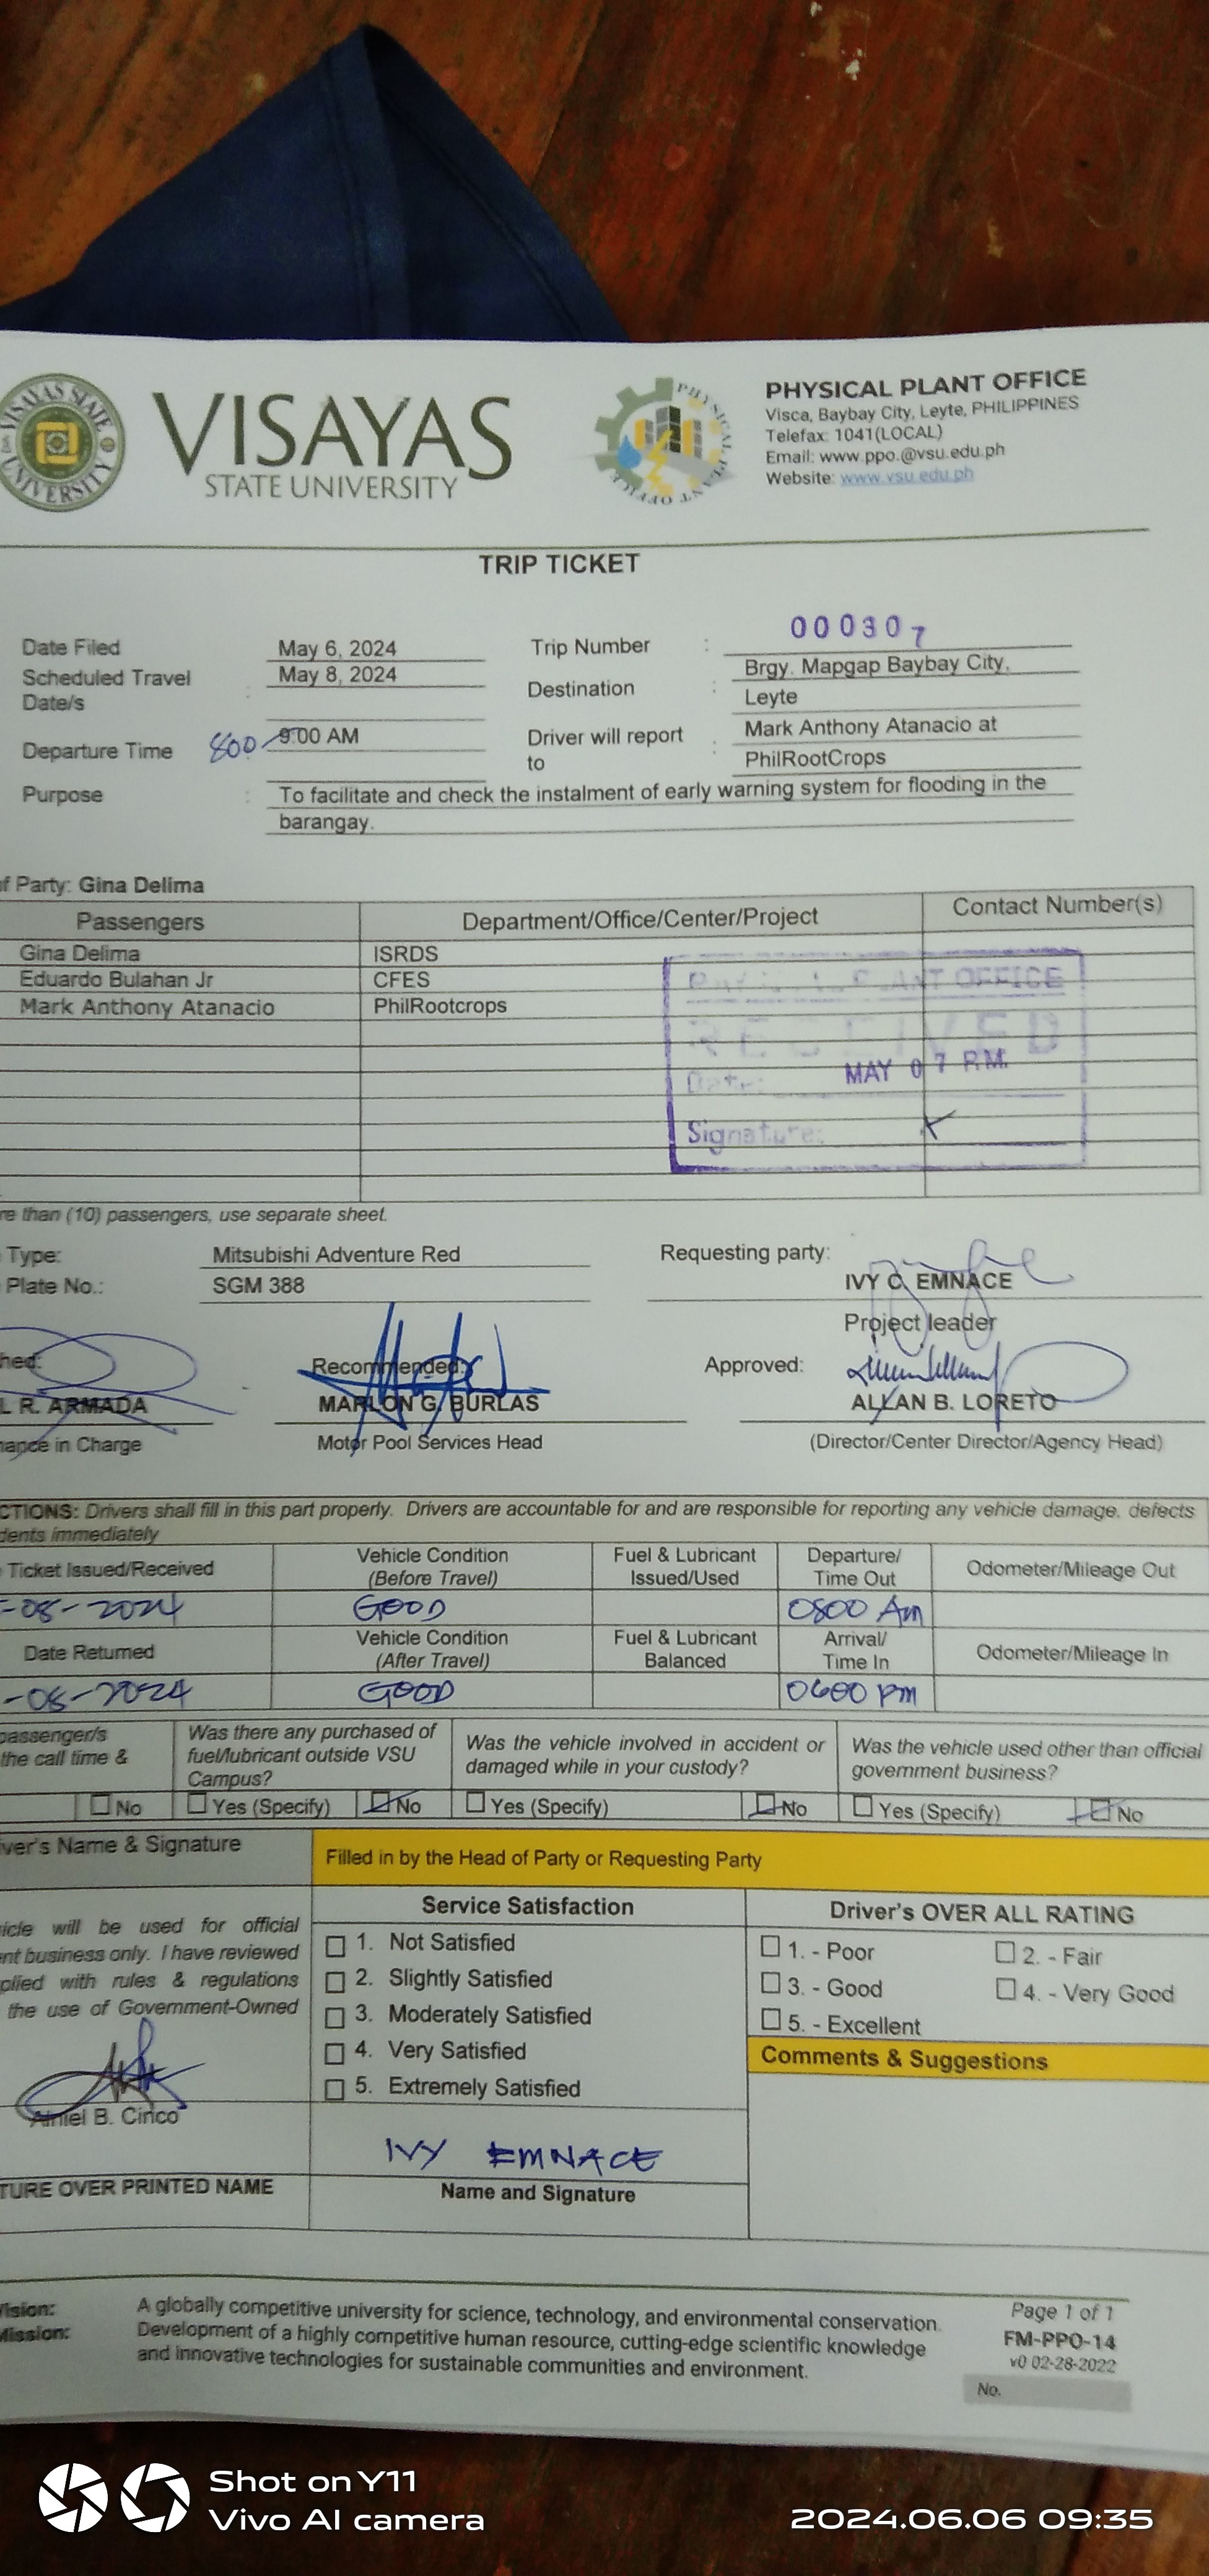 VISAYAS STATE UNIVERSITY
VISAYAS
STATE UNIVERSITY
PHYSICAL PLANT OFFICE
PHYSICAL PLANT OFFICE
Visca, Baybay City, Leyte, PHILIPPINES
Telefax: 1041(LOCAL)
Email: www.ppo.@vsu.edu.ph
Website: www.vsu.edu.ph
TRIP TICKET
Date Filed May 6, 2024 Trip Number : 000307
Scheduled Travel Date/s : May 8, 2024 Destination : Brgy. Mapgap Baybay City, Leyte
Departure Time 800 9:00 AM Driver will report to : Mark Anthony Atanacio at PhilRootCrops
Purpose : To facilitate and check the instalment of early warning system for flooding in the
barangay.
of Party: Gina Delima
Passengers Department/Office/Center/Project Contact Number(s)
Gina Delima ISRDS
Eduardo Bulahan Jr CFES
Mark Anthony Atanacio PhilRootcrops
PLANT OFFICE
RECEIVED
Date: MAY 07 P.M.
Signature:
re than (10) passengers, use separate sheet.
Type: Mitsubishi Adventure Red Requesting party:
Plate No.: SGM 388 IVY C. EMNACE
Project leader
hed: Recommended: Approved:
L R. ARMADA MARLON G. BURLAS ALLAN B. LORETO
nance in Charge Motor Pool Services Head (Director/Center Director/Agency Head)
CTIONS: Drivers shall fill in this part properly. Drivers are accountable for and are responsible for reporting any vehicle damage, defects
dents immediately
Ticket Issued/Received Vehicle Condition (Before Travel) Fuel & Lubricant Issued/Used Departure/ Time Out Odometer/Mileage Out
-08-2024 GOOD 0800 Am
Date Returned Vehicle Condition (After Travel) Fuel & Lubricant Balanced Arrival/ Time In Odometer/Mileage In
-08-2024 GOOD 0600 pm
passenger/s the call time & Was there any purchased of fuel/lubricant outside VSU Campus? Was the vehicle involved in accident or damaged while in your custody? Was the vehicle used other than official government business?
No Yes (Specify) No Yes (Specify) No Yes (Specify) No
iver's Name & Signature Filled in by the Head of Party or Requesting Party
Service Satisfaction Driver's OVER ALL RATING
icle will be used for official
nt business only. I have reviewed
plied with rules & regulations
the use of Government-Owned
1. Not Satisfied
2. Slightly Satisfied
3. Moderately Satisfied
4. Very Satisfied
5. Extremely Satisfied
1. - Poor 2. - Fair
3. - Good 4. - Very Good
5. - Excellent
Comments & Suggestions
B. Cinco
IVY EMNACE
TURE OVER PRINTED NAME Name and Signature
Vision: A globally competitive university for science, technology, and environmental conservation.
Mission: Development of a highly competitive human resource, cutting-edge scientific knowledge
and innovative technologies for sustainable communities and environment.
Page 1 of 1
FM-PPO-14
v0 02-28-2022
No.
Shot on Y11
Vivo AI camera
2024.06.06 09:35